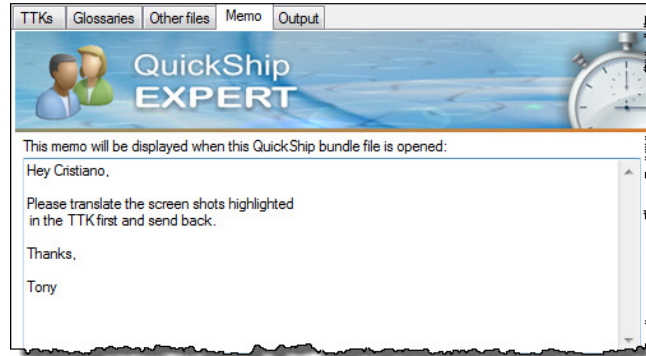 TTKs Glossaries Other files Memo Output
QuickShip
EXPERT
This memo will be displayed when this QuickShip bundle file is opened:
Hey Cristiano,
Please translate the screen shots highlighted
in the TTK first and send back.
Thanks,
Tony